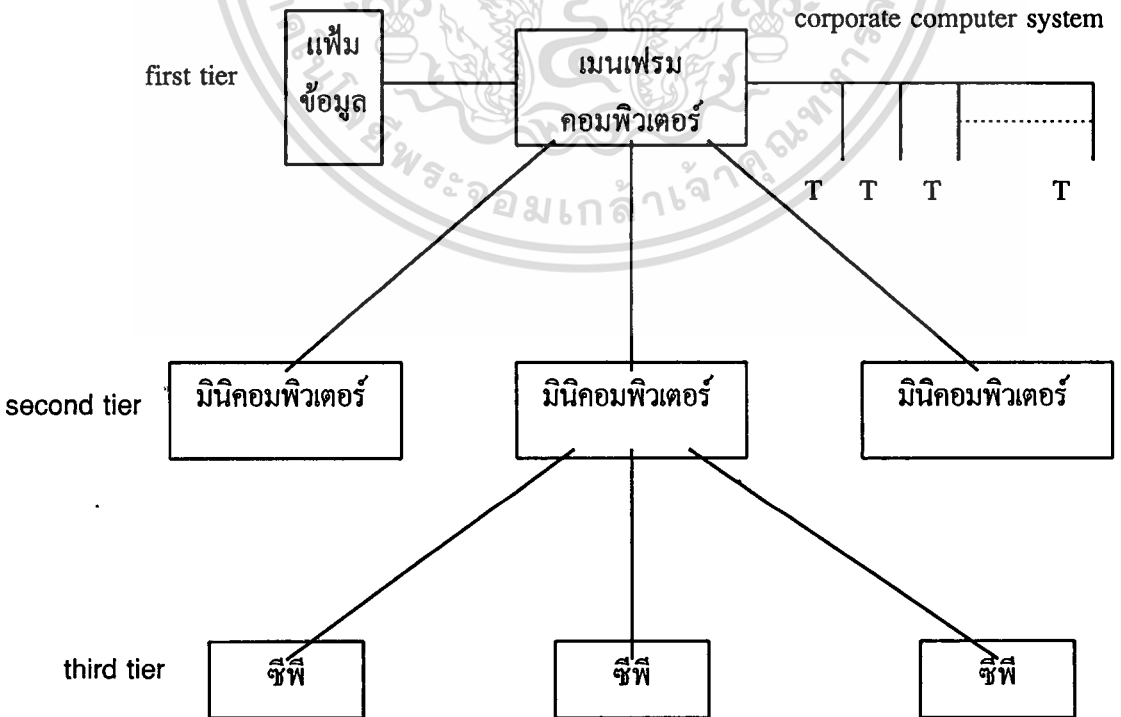 corporate computer system
first tier
แฟ้ม
ข้อมูล
เมนเฟรม
คอมพิวเตอร์
T T T T
second tier
มินิคอมพิวเตอร์
มินิคอมพิวเตอร์
มินิคอมพิวเตอร์
third tier
ซีพี
ซีพี
ซีพี